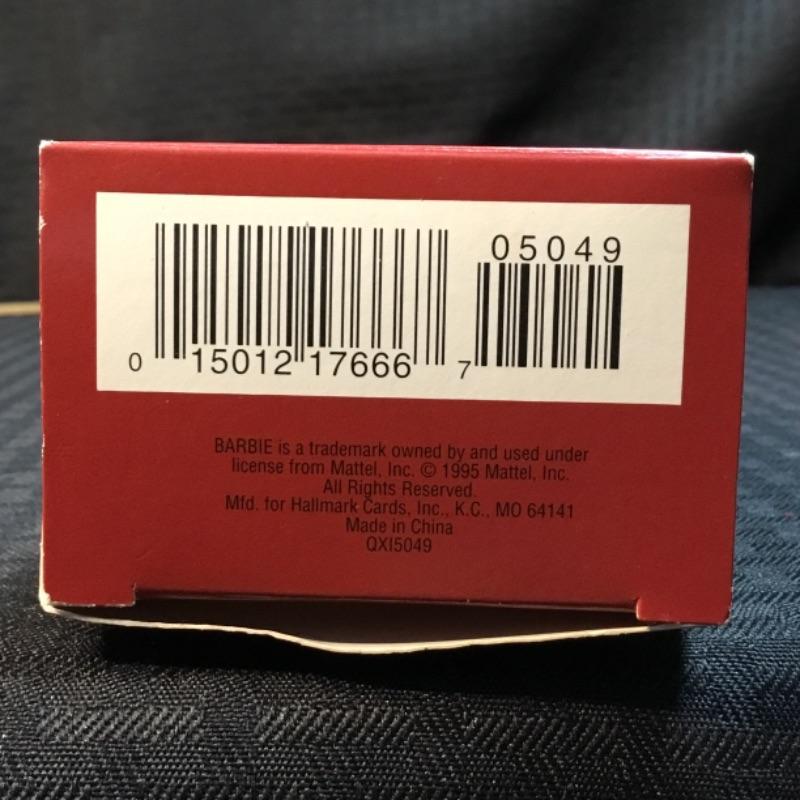 05049
0 15012 17666 7
BARBIE is a trademark owned by and used under
license from Mattel, Inc. © 1995 Mattel, Inc.
All Rights Reserved.
Mfd. for Hallmark Cards, Inc., K.C., MO 64141
Made in China
QXI5049